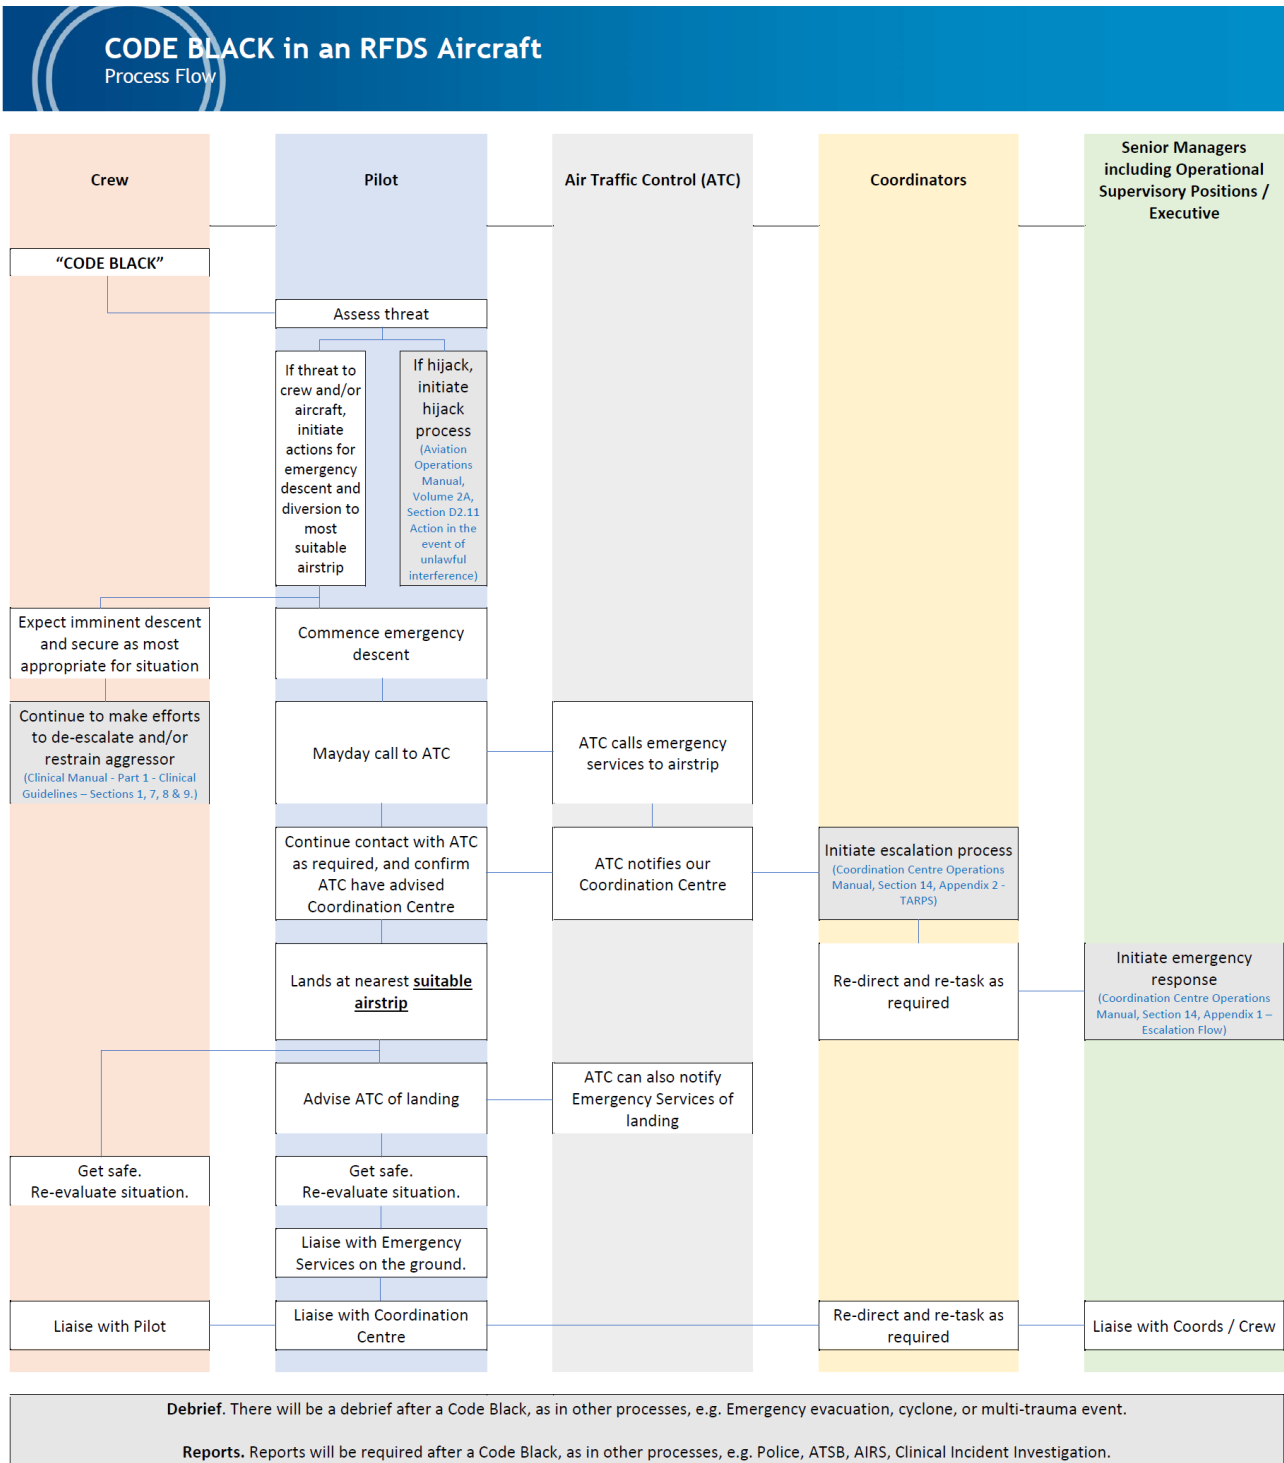 CODE BLACK in an RFDS Aircraft
Process Flow
Crew
Pilot
Air Traffic Control (ATC)
Coordinators
Senior Managers
including Operational
Supervisory Positions /
Executive
“CODE BLACK”
Assess threat
If threat to
crew and/or
aircraft,
initiate
actions for
emergency
descent and
diversion to
most
suitable
airstrip
If hijack,
initiate
hijack
process
(Aviation
Operations
Manual,
Volume 2A,
Section D2.11
Action in the
event of
unlawful
interference)
Expect imminent descent
and secure as most
appropriate for situation
Commence emergency
descent
Continue to make efforts
to de-escalate and/or
restrain aggressor
(Clinical Manual - Part 1 - Clinical
Guidelines – Sections 1, 7, 8 & 9.)
Mayday call to ATC
ATC calls emergency
services to airstrip
Continue contact with ATC
as required, and confirm
ATC have advised
Coordination Centre
ATC notifies our
Coordination Centre
Initiate escalation process
(Coordination Centre Operations
Manual, Section 14, Appendix 2 -
TARPS)
Lands at nearest suitable
airstrip
Re-direct and re-task as
required
Initiate emergency
response
(Coordination Centre Operations
Manual, Section 14, Appendix 1 –
Escalation Flow)
Advise ATC of landing
ATC can also notify
Emergency Services of
landing
Get safe.
Re-evaluate situation.
Get safe.
Re-evaluate situation.
Liaise with Emergency
Services on the ground.
Liaise with Pilot
Liaise with Coordination
Centre
Re-direct and re-task as
required
Liaise with Coords / Crew
Debrief. There will be a debrief after a Code Black, as in other processes, e.g. Emergency evacuation, cyclone, or multi-trauma event.
Reports. Reports will be required after a Code Black, as in other processes, e.g. Police, ATSB, AIRS, Clinical Incident Investigation.